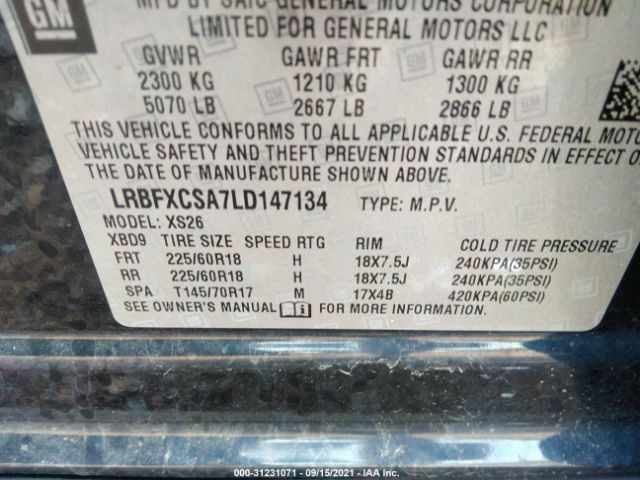 GM
MFD BY SAIC GENERAL MOTORS CORPORATION
LIMITED FOR GENERAL MOTORS LLC
GVWR GAWR FRT GAWR RR
2300 KG 1210 KG 1300 KG
5070 LB 2667 LB 2866 LB
THIS VEHICLE CONFORMS TO ALL APPLICABLE U.S. FEDERAL MOTO
VEHICLE SAFETY AND THEFT PREVENTION STANDARDS IN EFFECT O
THE DATE OF MANUFACTURE SHOWN ABOVE.
LRBFXCSA7LD147134 TYPE: M.P.V.
MODEL: XS26
XBD9 TIRE SIZE SPEED RTG RIM COLD TIRE PRESSURE
FRT 225/60R18 H 18X7.5J 240KPA(35PSI)
RR 225/60R18 H 18X7.5J 240KPA(35PSI)
SPA T145/70R17 M 17X4B 420KPA(60PSI)
SEE OWNER'S MANUAL FOR MORE INFORMATION.
000-31231071 - 09/15/2021 - IAA Inc.